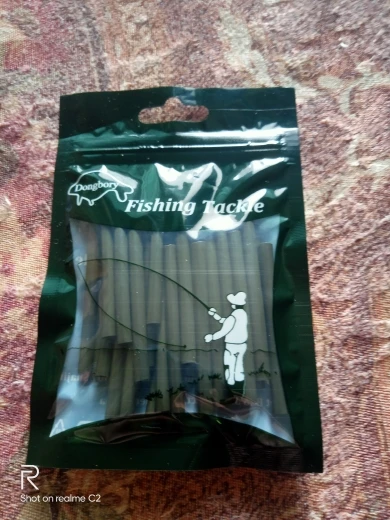 Dongbory
Fishing Tackle
R
Shot on realme C2